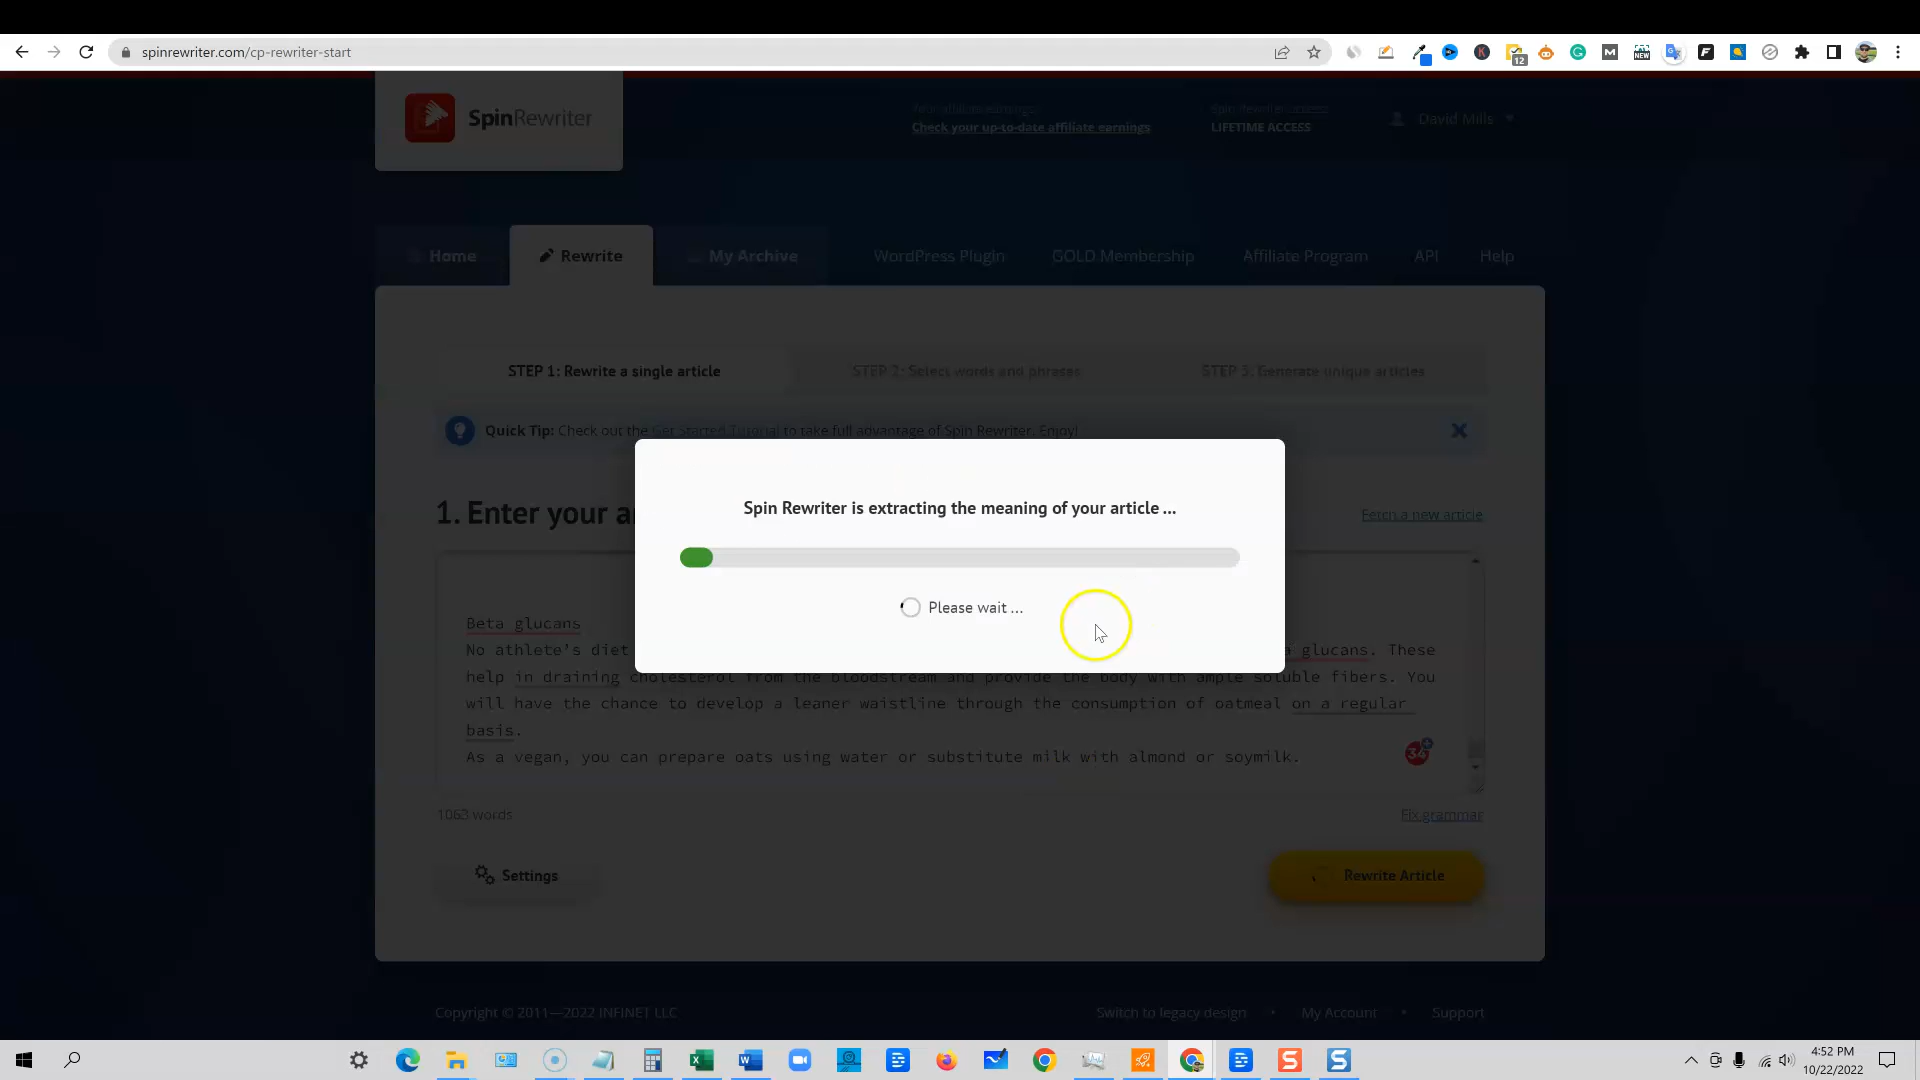 spinrewriter.com/cp-rewriter-start
12
SpinRewriter
Your affiliate earnings:
Check your up-to-date affiliate earnings
Spin Rewriter access:
LIFETIME ACCESS
David Mills
Home
Rewrite
My Archive
WordPress Plugin
GOLD Membership
Affiliate Program
API
Help
STEP 1: Rewrite a single article
STEP 2: Select words and phrases
STEP 3: Generate unique articles
Quick Tip: Check out the Get Started Tutorial to take full advantage of Spin Rewriter. Enjoy!
1. Enter your
Fetch a new article
Spin Rewriter is extracting the meaning of your article ...
Please wait ...
Beta glucans
No athlete's diet glucans. These
help in draining cholesterol from the bloodstream and provide the body with ample soluble fibers. You
will have the chance to develop a leaner waistline through the consumption of oatmeal on a regular
basis.
As a vegan, you can prepare oats using water or substitute milk with almond or soymilk.
34
1063 words
Fix grammar
Settings
Rewrite Article
Copyright © 2011—2022 INFINET LLC
Switch to legacy design
•
My Account
•
Support
4:52 PM
10/22/2022